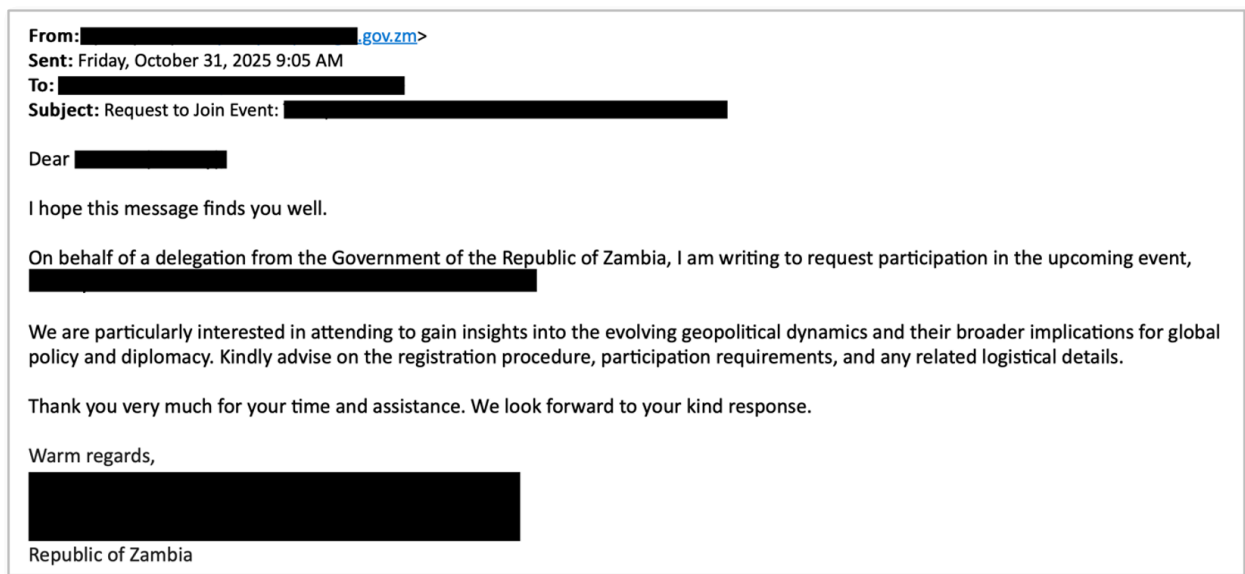 From: .gov.zm>
Sent: Friday, October 31, 2025 9:05 AM
To:
Subject: Request to Join Event:
Dear
I hope this message finds you well.
On behalf of a delegation from the Government of the Republic of Zambia, I am writing to request participation in the upcoming event,
We are particularly interested in attending to gain insights into the evolving geopolitical dynamics and their broader implications for global
policy and diplomacy. Kindly advise on the registration procedure, participation requirements, and any related logistical details.
Thank you very much for your time and assistance. We look forward to your kind response.
Warm regards,
Republic of Zambia